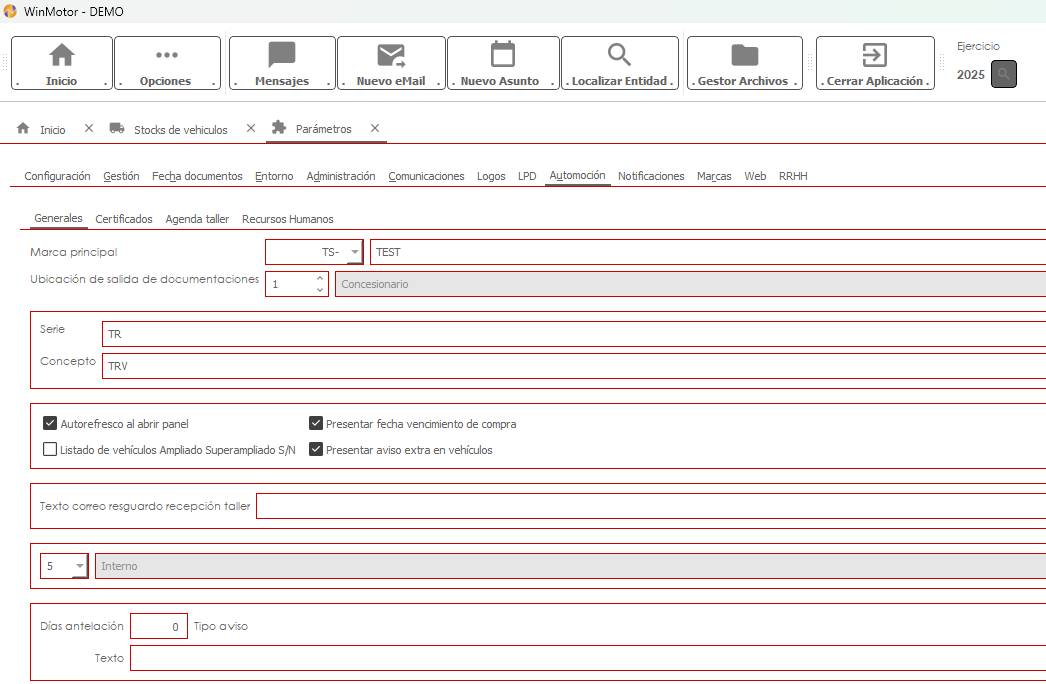 WinMotor - DEMO
Inicio
Opciones
Mensajes
Nuevo eMail
Nuevo Asunto
Localizar Entidad
Gestor Archivos
Cerrar Aplicación
Ejercicio
2025
Inicio
Stocks de vehiculos
Parámetros
Configuración Gestión Fecha documentos Entorno Administración Comunicaciones Logos LPD Automoción Notificaciones Marcas Web RRHH
Generales Certificados Agenda taller Recursos Humanos
Marca principal TS- TEST
Ubicación de salida de documentaciones 1 Concesionario
Serie TR
Concepto TRV
Autorefresco al abrir panel Presentar fecha vencimiento de compra
Listado de vehículos Ampliado Superampliado S/N Presentar aviso extra en vehículos
Texto correo resguardo recepción taller
5 Interno
Días antelación 0 Tipo aviso
Texto